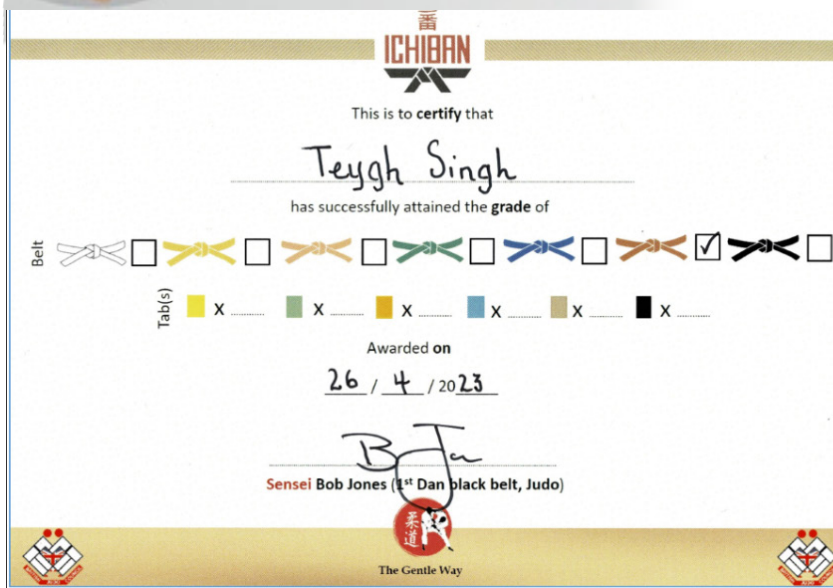 番
ICHIBAN
This is to certify that
Teygh Singh
has successfully attained the grade of
Belt
Tab(s)
x ........ x ........ x ........ x ........ x ........ x ........
Awarded on
26 / 4 / 2023
Sensei Bob Jones (1st Dan black belt, Judo)
柔道
The Gentle Way